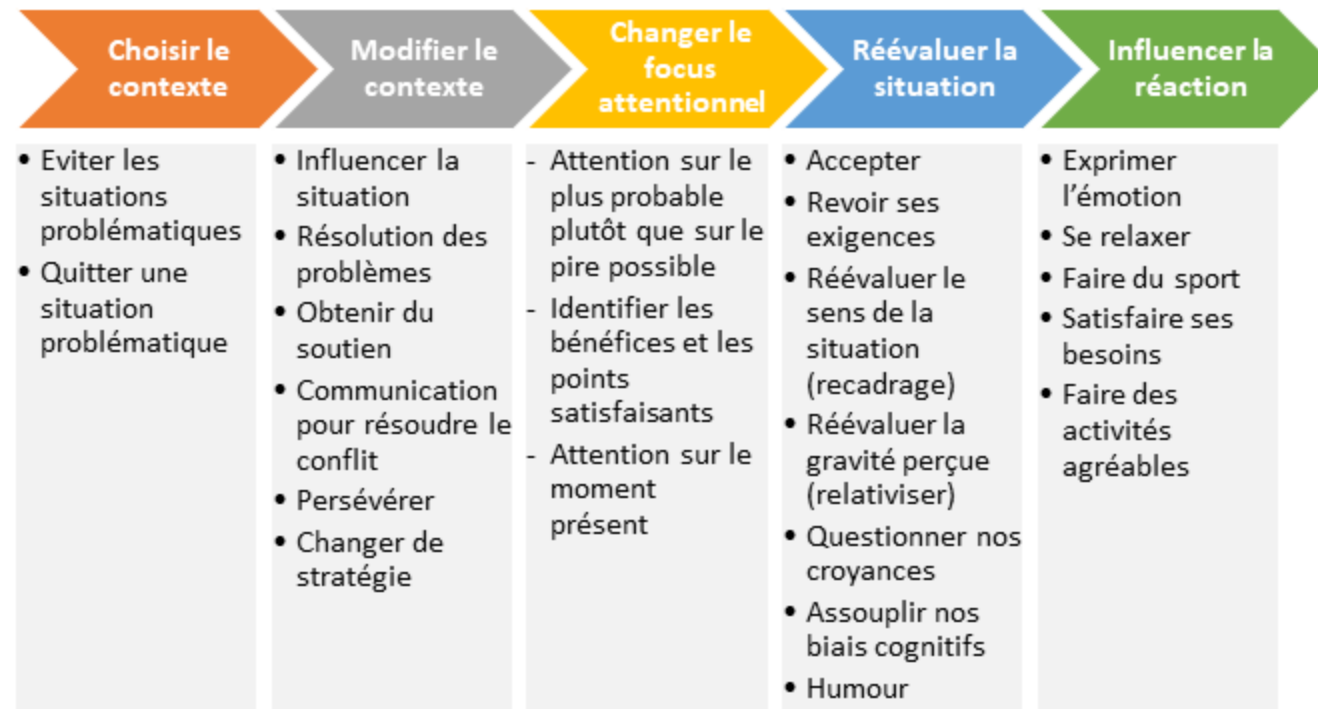 Choisir le
contexte
Modifier le
contexte
Changer le
focus
attentionnel
Réévaluer la
situation
Influencer la
réaction
• Eviter les
situations
problématiques
• Quitter une
situation
problématique
• Influencer la
situation
• Résolution des
problèmes
• Obtenir du
soutien
• Communication
pour résoudre le
conflit
• Persévérer
• Changer de
stratégie
- Attention sur le
plus probable
plutôt que sur le
pire possible
- Identifier les
bénéfices et les
points
satisfaisants
- Attention sur le
moment
présent
• Accepter
• Revoir ses
exigences
• Réévaluer le
sens de la
situation
(recadrage)
• Réévaluer la
gravité perçue
(relativiser)
• Questionner nos
croyances
• Assouplir nos
biais cognitifs
• Humour
• Exprimer
l’émotion
• Se relaxer
• Faire du sport
• Satisfaire ses
besoins
• Faire des
activités
agréables